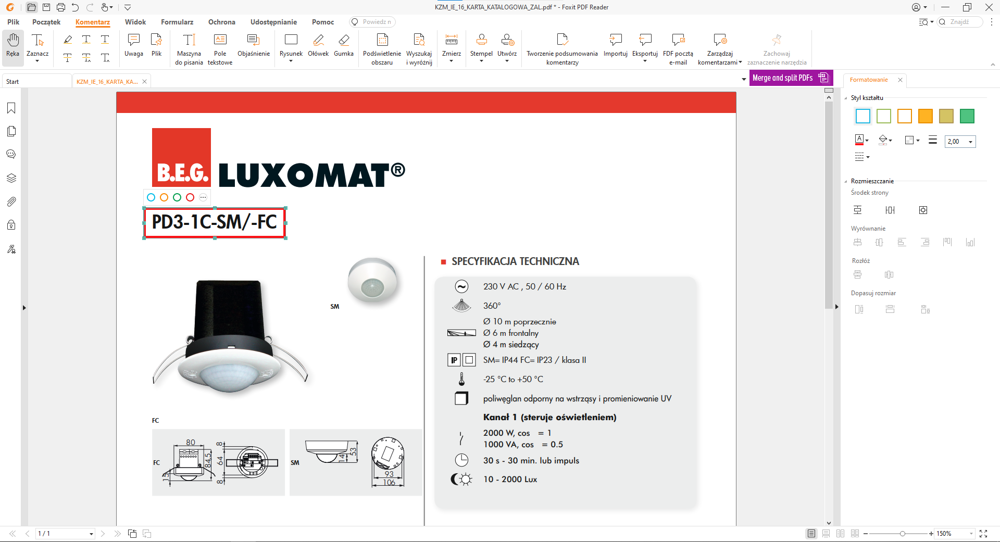 KZM_IE_16_KARTA_KATALOGOWA_ZAL.pdf * - Foxit PDF Reader
Plik Początek Komentarz Widok Formularz Ochrona Udostępnianie Pomoc Powiedz n Znajdź
Ręka Zaznacz Uwaga Plik Maszyna do pisania Pole tekstowe Objaśnienie Rysunek Ołówek Gumka Podświetlenie obszaru Wyszukaj i wyróżnij Zmierz Stempel Utwórz Tworzenie podsumowania komentarzy Importuj Eksportuj FDF pocztą e-mail Zarządzaj komentarzami Zachowaj zaznaczenie narzędzia
Start KZM_IE_16_KARTA_KA... Merge and split PDFs Formatowanie
B.E.G. LUXOMAT®
PD3-1C-SM/-FC
SM
FC
FC
80
84,5
15
8
64
8
SM
14
53
93
106
SPECYFIKACJA TECHNICZNA
230 V AC , 50 / 60 Hz
360°
Ø 10 m poprzecznie
Ø 6 m frontalny
Ø 4 m siedzący
IP SM= IP44 FC= IP23 / klasa II
-25 °C to +50 °C
poliwęglan odporny na wstrząsy i promieniowanie UV
Kanał 1 (steruje oświetleniem)
2000 W, cos = 1
1000 VA, cos = 0.5
30 s - 30 min. lub impuls
10 - 2000 Lux
Styl kształtu
A 2,00
Rozmieszczanie
Środek strony
Wyrównanie
Rozłóż
Dopasuj rozmiar
1 / 1 150%